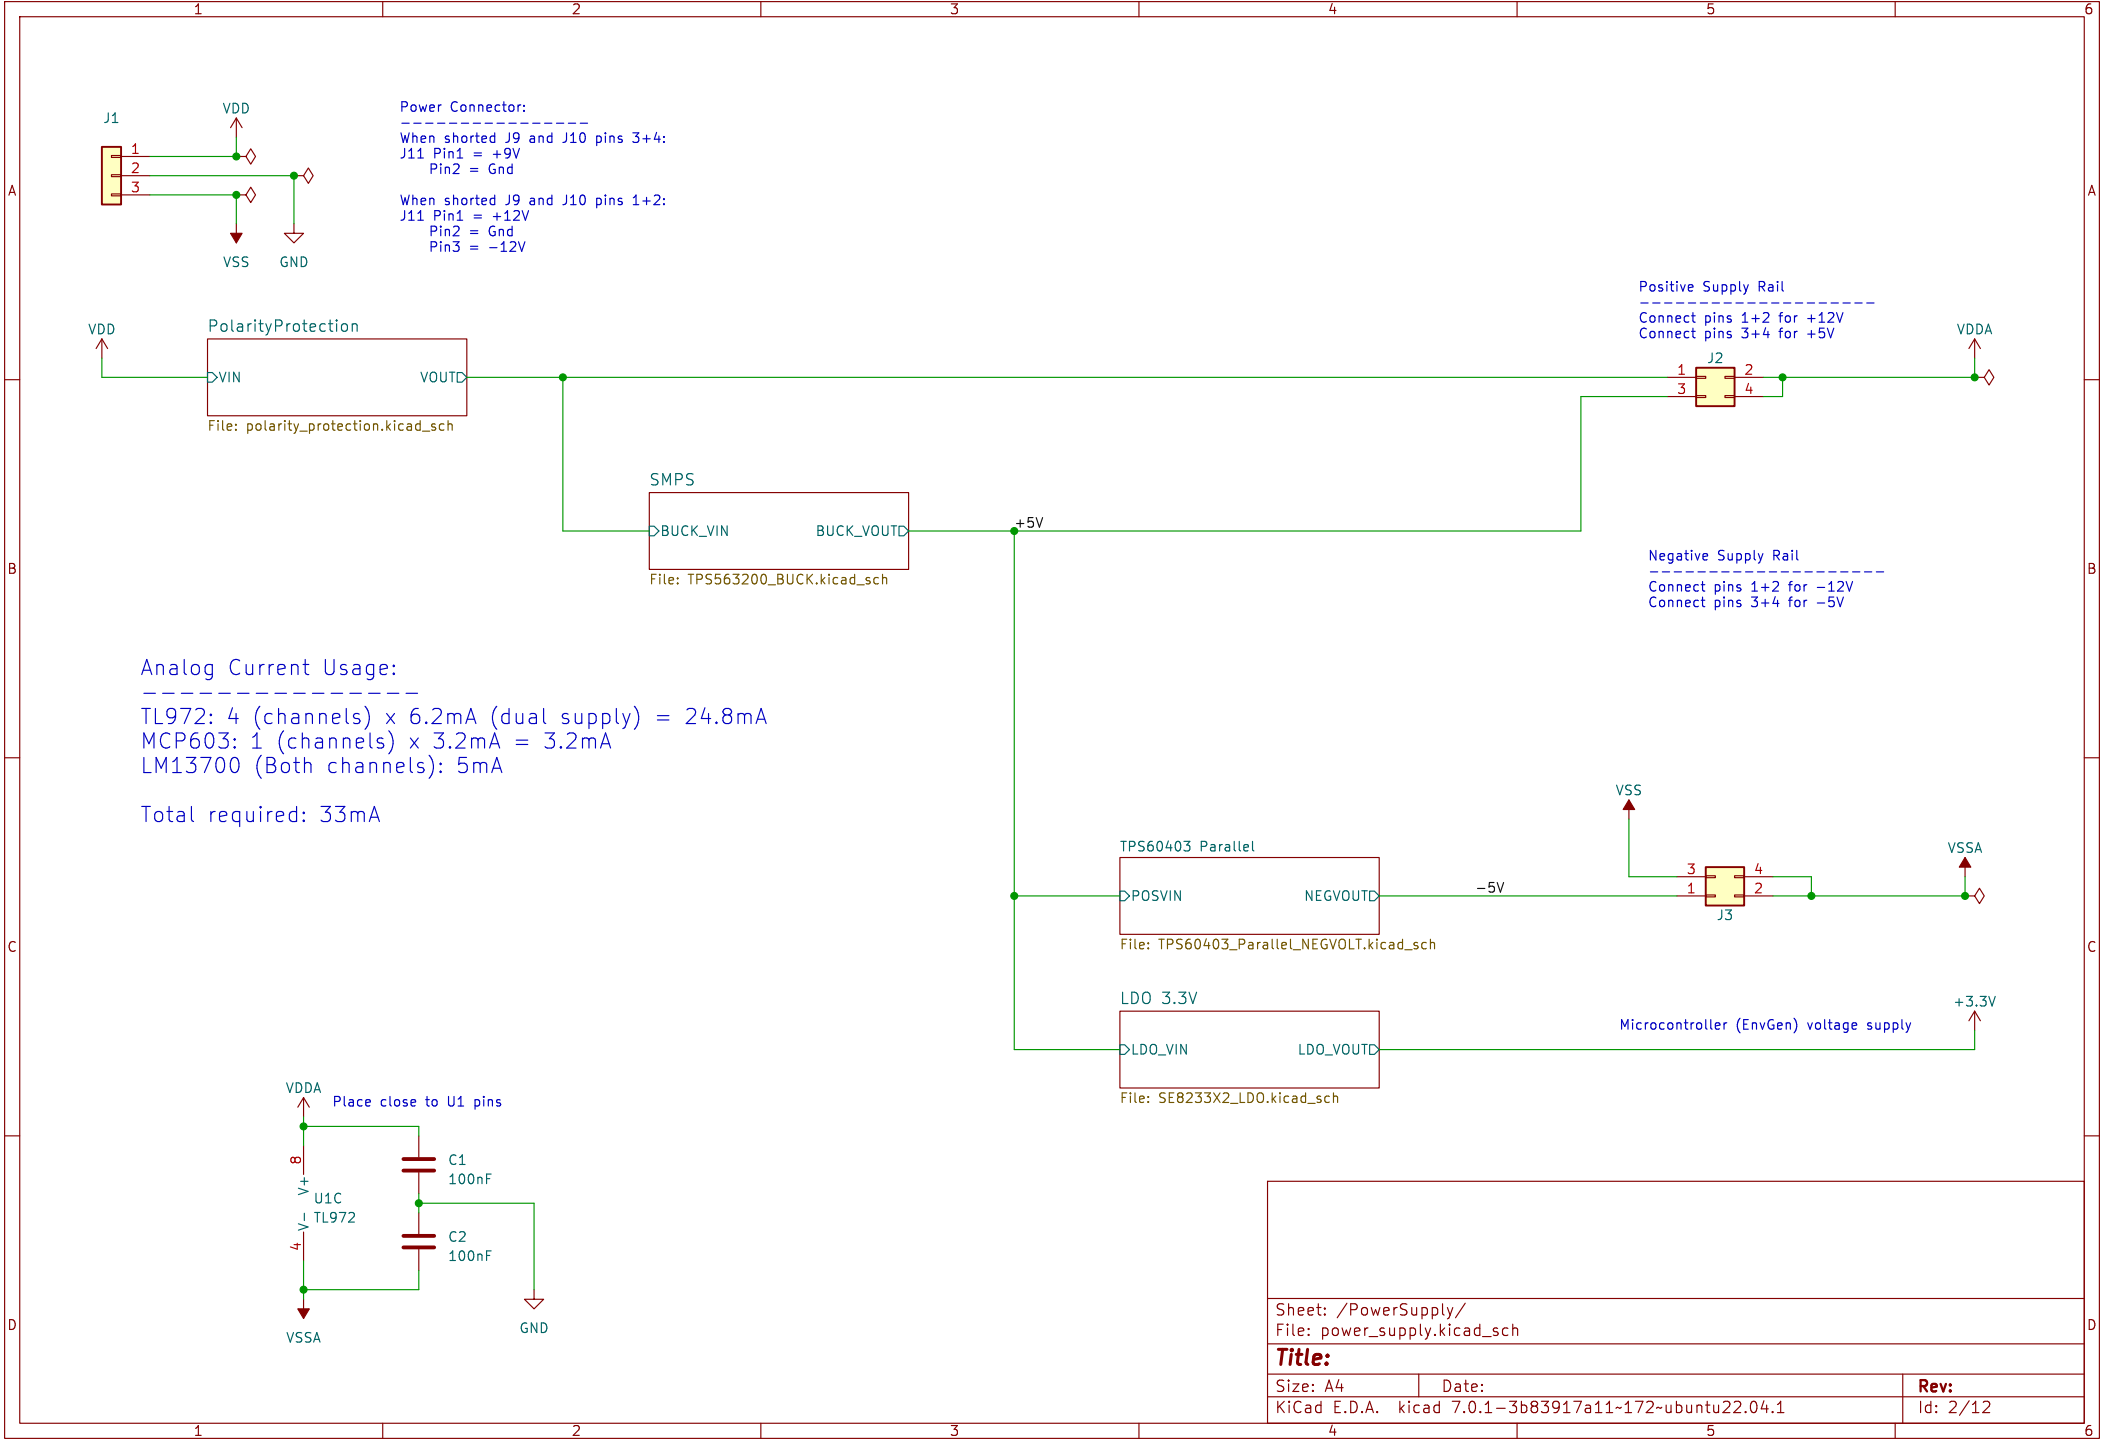 1 2 3 4 5 6
J1
VDD
1
2
3
VSS GND
Power Connector:
----------------
When shorted J9 and J10 pins 3+4:
J11 Pin1 = +9V
Pin2 = Gnd
When shorted J9 and J10 pins 1+2:
J11 Pin1 = +12V
Pin2 = Gnd
Pin3 = -12V
A A
Positive Supply Rail
--------------------
Connect pins 1+2 for +12V
Connect pins 3+4 for +5V
VDD
PolarityProtection
VIN VOUT
File: polarity_protection.kicad_sch
J2
1 2
3 4
VDDA
SMPS
BUCK_VIN BUCK_VOUT
File: TPS563200_BUCK.kicad_sch
+5V
B B
Negative Supply Rail
--------------------
Connect pins 1+2 for -12V
Connect pins 3+4 for -5V
Analog Current Usage:
---------------
TL972: 4 (channels) x 6.2mA (dual supply) = 24.8mA
MCP603: 1 (channels) x 3.2mA = 3.2mA
LM13700 (Both channels): 5mA
Total required: 33mA
VSS
TPS60403 Parallel
POSVIN NEGVOUT
File: TPS60403_Parallel_NEGVOLT.kicad_sch
-5V
3 4
1 2
J3
VSSA
C C
LDO 3.3V
LDO_VIN LDO_VOUT
File: SE8233X2_LDO.kicad_sch
Microcontroller (EnvGen) voltage supply
+3.3V
VDDA
Place close to U1 pins
8
V+
U1C
TL972
V-
4
VSSA
C1
100nF
C2
100nF
GND
D D
Sheet: /PowerSupply/
File: power_supply.kicad_sch
Title:
Size: A4 Date: Rev:
KiCad E.D.A. kicad 7.0.1-3b83917a11~172~ubuntu22.04.1 Id: 2/12
1 2 3 4 5 6